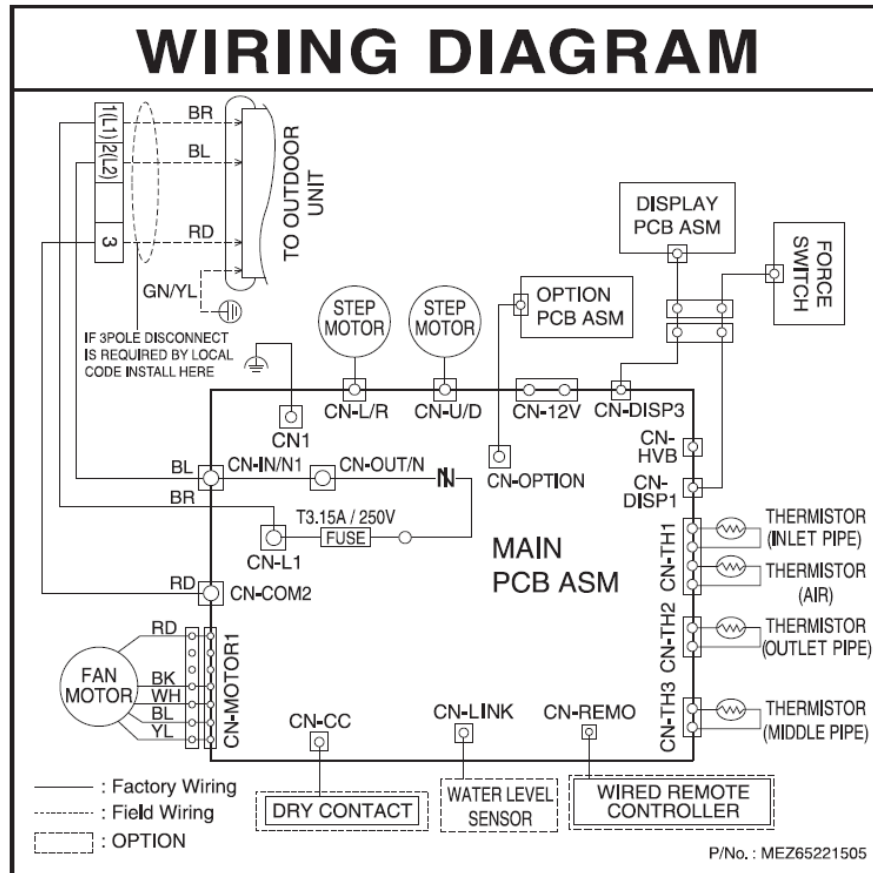 WIRING DIAGRAM
1(L1)
2(L2)
3
BR
BL
RD
GN/YL
TO OUTDOOR
UNIT
IF 3POLE DISCONNECT
IS REQUIRED BY LOCAL
CODE INSTALL HERE
STEP
MOTOR
STEP
MOTOR
OPTION
PCB ASM
DISPLAY
PCB ASM
FORCE
SWITCH
CN1
CN-L/R
CN-U/D
CN-12V
CN-DISP3
CN-
HVB
CN-
DISP1
CN-OPTION
BL
CN-IN/N1
CN-OUT/N
BR
T3.15A / 250V
FUSE
CN-L1
RD
CN-COM2
MAIN
PCB ASM
CN-TH1
THERMISTOR
(INLET PIPE)
THERMISTOR
(AIR)
CN-TH2
THERMISTOR
(OUTLET PIPE)
CN-TH3
THERMISTOR
(MIDDLE PIPE)
FAN
MOTOR
RD
BK
WH
BL
YL
CN-MOTOR1
CN-CC
CN-LINK
CN-REMO
DRY CONTACT
WATER LEVEL
SENSOR
WIRED REMOTE
CONTROLLER
: Factory Wiring
: Field Wiring
: OPTION
P/No. : MEZ65221505